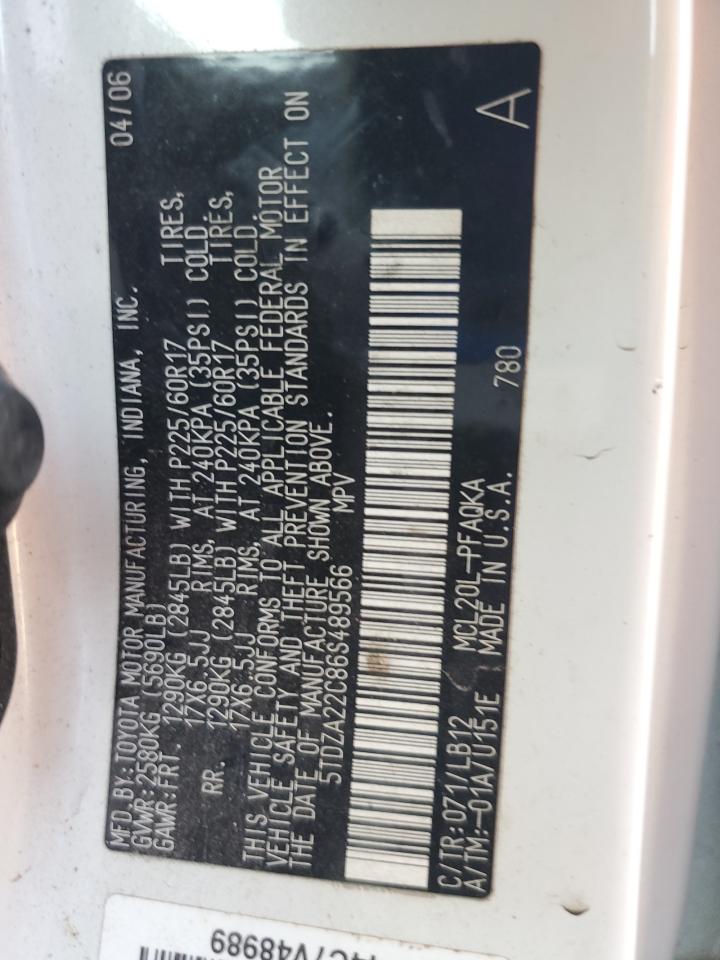 MFD.BY:TOYOTA MOTOR MANUFACTURING, INDIANA, INC. 04/06
GVWR:2580KG (5690LB)
GAWR:FRT. 1290KG (2845LB) WITH P225/60R17 TIRES,
17X6.5JJ RIMS, AT 240KPA (35PSI) COLD.
RR. 1290KG (2845LB) WITH P225/60R17 TIRES,
17X6.5JJ RIMS, AT 240KPA (35PSI) COLD.
THIS VEHICLE CONFORMS TO ALL APPLICABLE FEDERAL MOTOR
VEHICLE SAFETY AND THEFT PREVENTION STANDARDS IN EFFECT ON
THE DATE OF MANUFACTURE SHOWN ABOVE.
5TDZA22C86S489566 MPV
C/TR:071/LB12 MCL20L-PFAQKA
A/TM:-01A/U151E MADE IN U.S.A. 780 A
4C7V48989